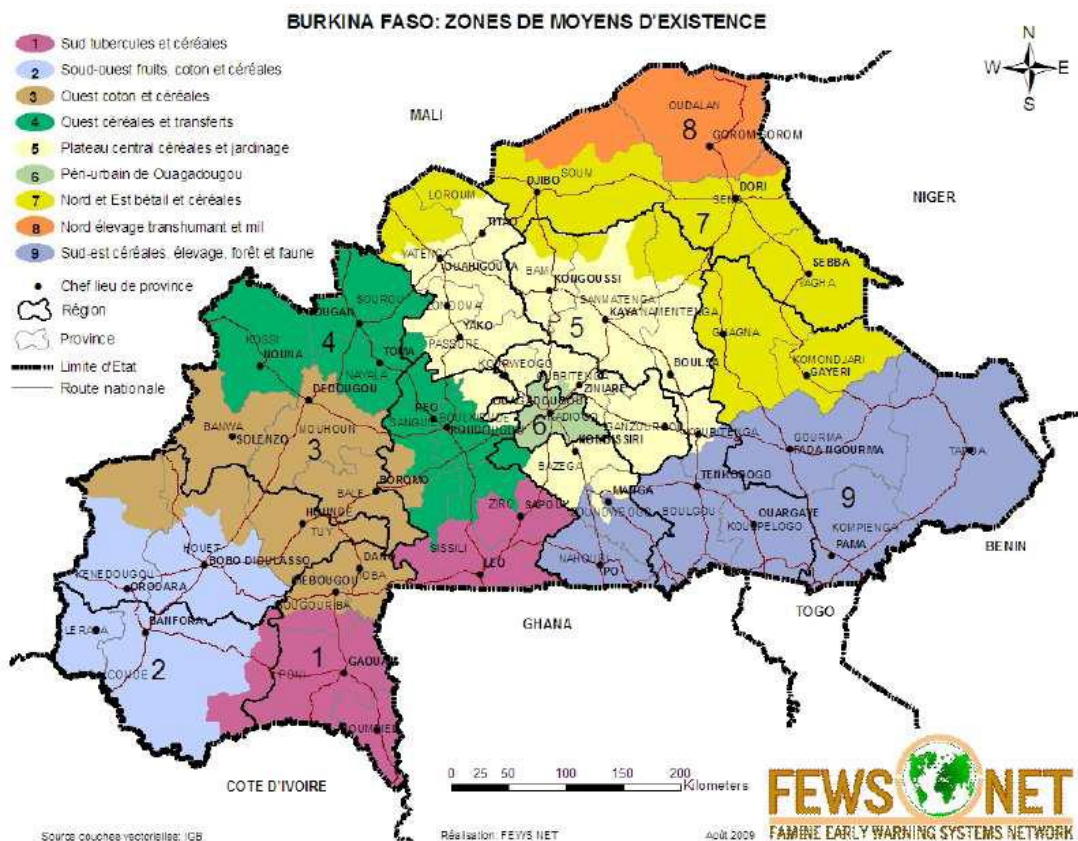 BURKINA FASO: ZONES DE MOYENS D'EXISTENCE
1 Sud tubercules et céréales
2 Soud-ouest fruits, coton et céréales
3 Ouest coton et céréales
4 Ouest céréales et transferts
5 Plateau central céréales et jardinage
6 Péri-urbain de Ouagadougou
7 Nord et Est bétail et céréales
8 Nord élevage transhumant et mil
9 Sud-est céréales, élevage, forêt et faune
Chef lieu de province
Région
Province
Limite d'Etat
Route nationale
N
W E
S
MALI
NIGER
BENIN
TOGO
GHANA
COTE D'IVOIRE
OUDALAN
8
GOROM GOROM
SOUM
DJIBO
DORI
7
SEBBA
YAGHA
LOROUM
TITAO
YATENGA
OUAHIGOUYA
BAM
KOUGOUSSI
SANMATENGA
KAYA
NAMENTENGA
5
YAKO
PASSORE
BOULSA
GNAGNA
KOMONDJARI
GAYERI
SOUROU
TOUGAN
4
KOSSI
NOUNA
TOMA
NAYALA
DEDOUGOU
KOURWEOGO
ZINIARE
OUAGADOUGOU
6
KADIOGO
GANZOURGOU
KOMBISSIRI
BAZEGA
REO
SANGUIE
BOULKIEMDE
KOUDOUGOU
BANWA
SOLENZO
MOUHOUN
3
BALE
BOROMO
HOUNDE
TUY
ZIRO
SAPOUY
SISSILI
LEO
MANGA
NAHOURI
PO
TENKODOGO
BOULGOU
GOURMA
FADA NGOURMA
TAPOA
9
OUARGAYE
KOUPELOGO
KOMPIENGA
PAMA
HOUET
BOBO DIOULASSO
KENEDOUGOU
ORODARA
BANFORA
2
1
GAOUA
PONI
0 25 50 100 150 200
Kilometers
Source couches vectorielles: IGB
Réalisation: FEWS NET
Août 2009
FEWS NET
FAMINE EARLY WARNING SYSTEMS NETWORK